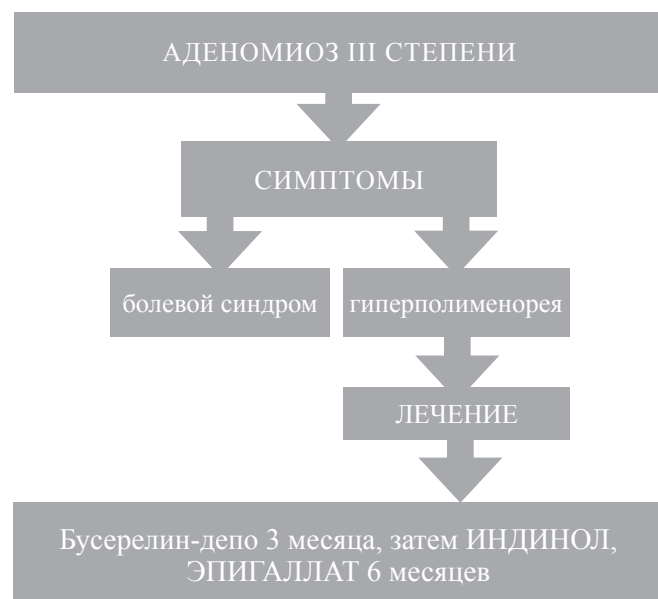 АДЕНОМИОЗ III СТЕПЕНИ
СИМПТОМЫ
болевой синдром
гиперполименорея
ЛЕЧЕНИЕ
Бусерелин-депо 3 месяца, затем ИНДИНОЛ,
ЭПИГАЛЛАТ 6 месяцев